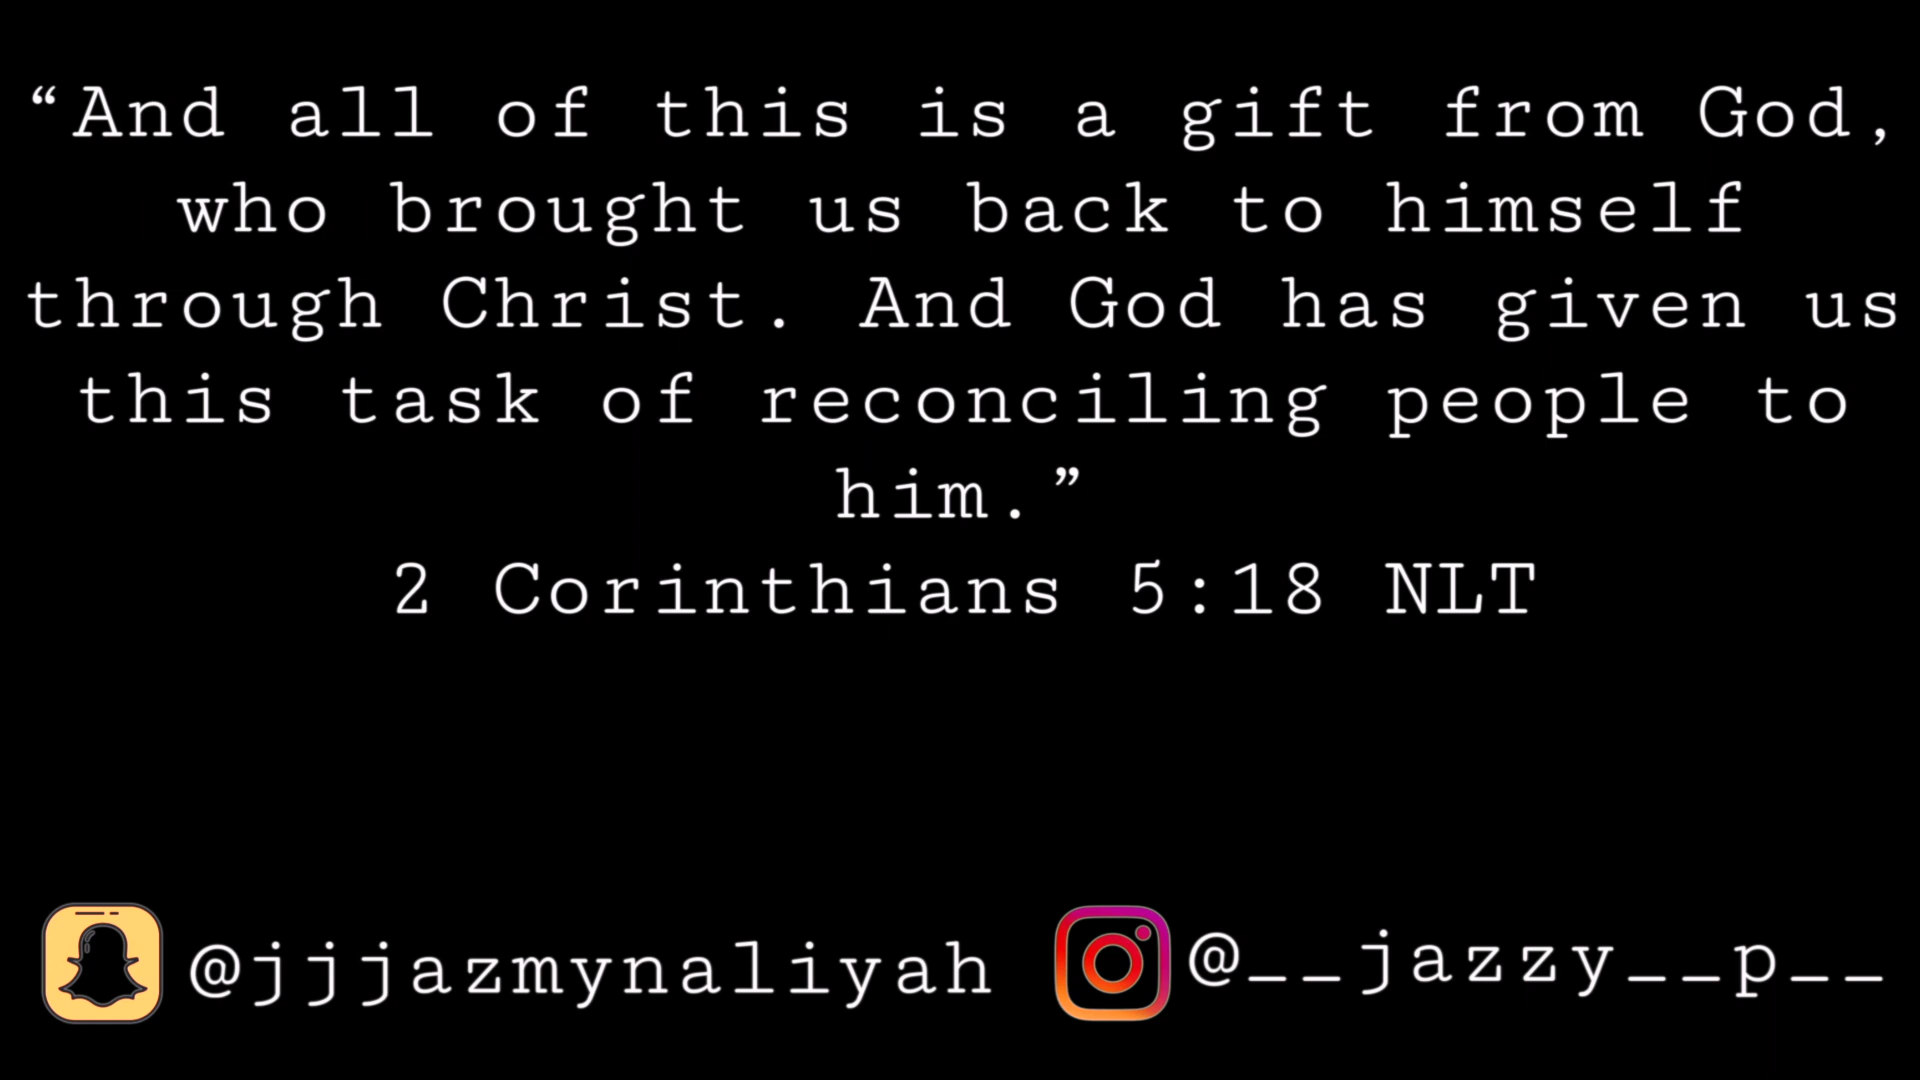 “And all of this is a gift from God,
who brought us back to himself
through Christ. And God has given us
this task of reconciling people to
him.”
2 Corinthians 5:18 NLT
@jjjazmynaliyah
@__jazzy__p__